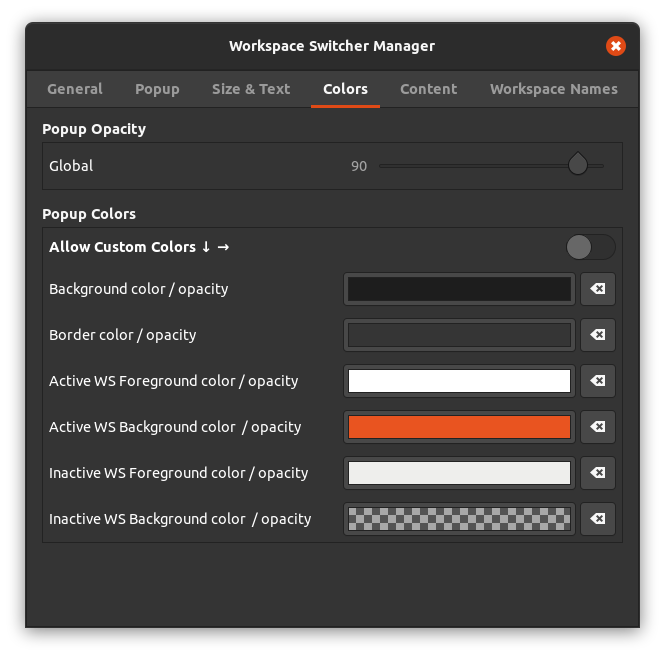 Workspace Switcher Manager
General Popup Size & Text Colors Content Workspace Names
Popup Opacity
Global 90
Popup Colors
Allow Custom Colors ↓ →
Background color / opacity
Border color / opacity
Active WS Foreground color / opacity
Active WS Background color  / opacity
Inactive WS Foreground color / opacity
Inactive WS Background color  / opacity